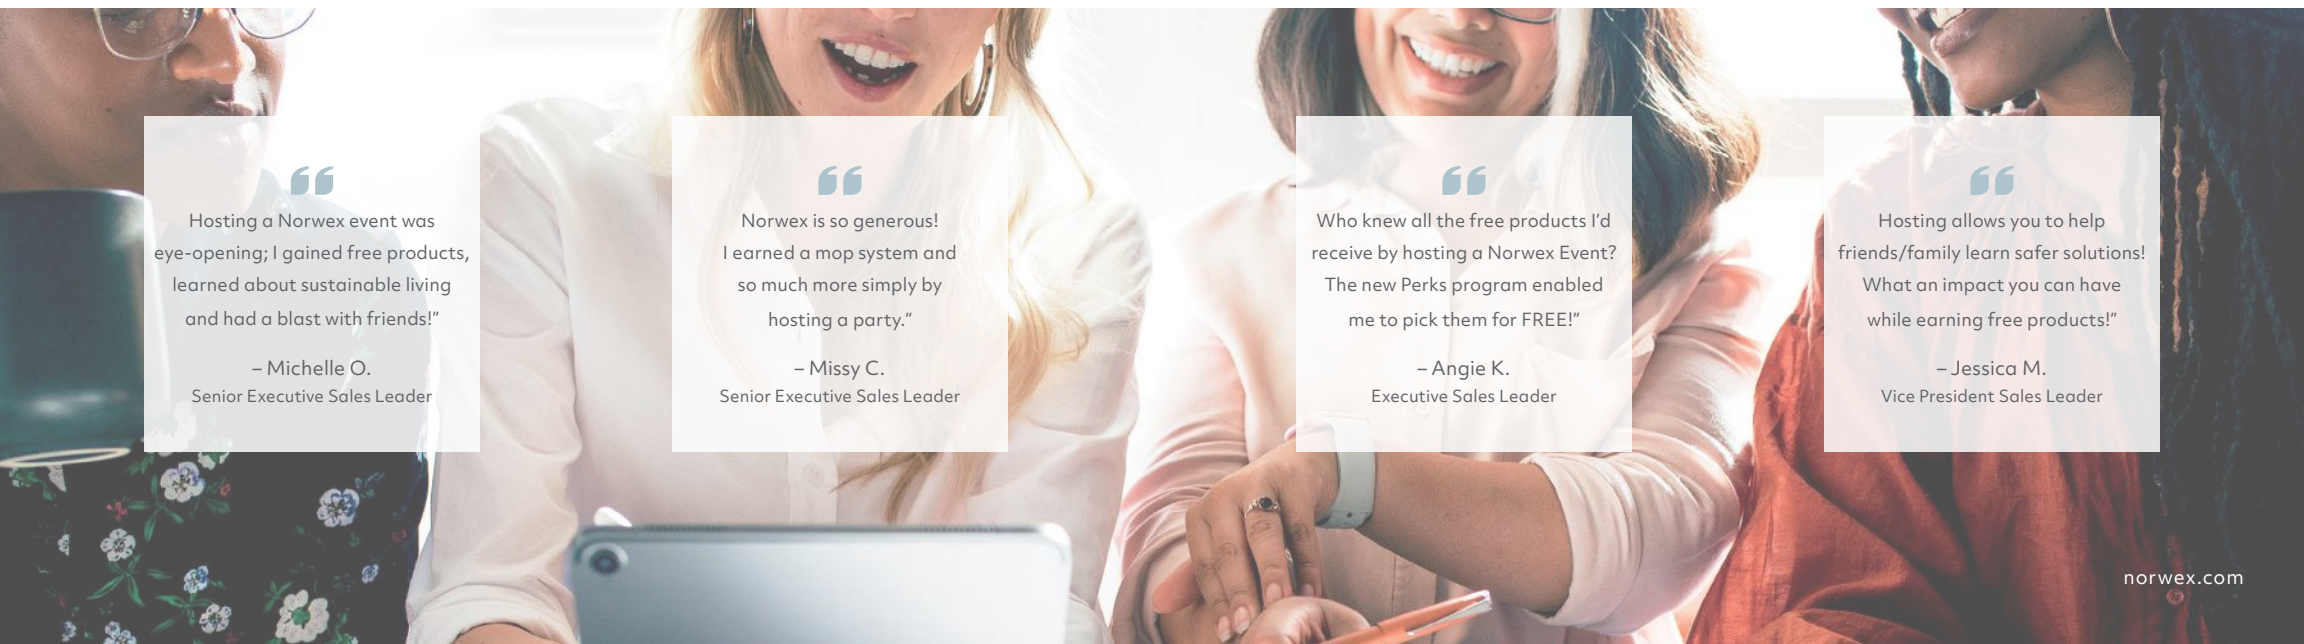 “
Hosting a Norwex event was
eye-opening; I gained free products,
learned about sustainable living
and had a blast with friends!”
– Michelle O.
Senior Executive Sales Leader
“
Norwex is so generous!
I earned a mop system and
so much more simply by
hosting a party.”
– Missy C.
Senior Executive Sales Leader
“
Who knew all the free products I’d
receive by hosting a Norwex Event?
The new Perks program enabled
me to pick them for FREE!”
– Angie K.
Executive Sales Leader
“
Hosting allows you to help
friends/family learn safer solutions!
What an impact you can have
while earning free products!”
– Jessica M.
Vice President Sales Leader
norwex.com